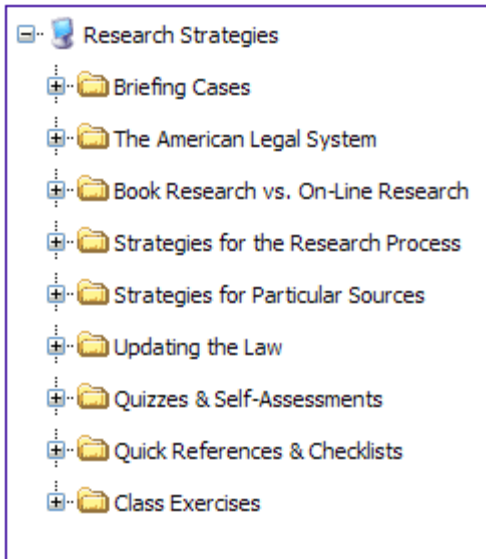 Research Strategies
Briefing Cases
The American Legal System
Book Research vs. On-Line Research
Strategies for the Research Process
Strategies for Particular Sources
Updating the Law
Quizzes & Self-Assessments
Quick References & Checklists
Class Exercises